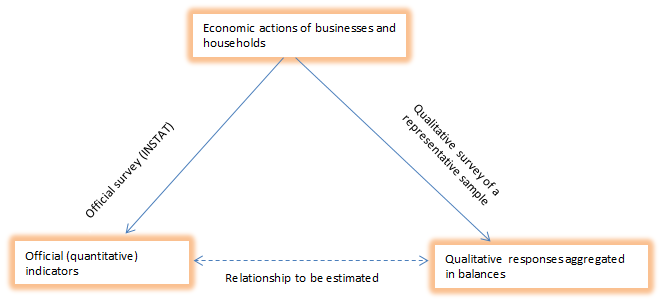 Economic actions of businesses and
households
Official survey (INSTAT)
Qualitative survey of a
representative sample
Official (quantitative)
indicators
Relationship to be estimated
Qualitative responses aggregated
in balances